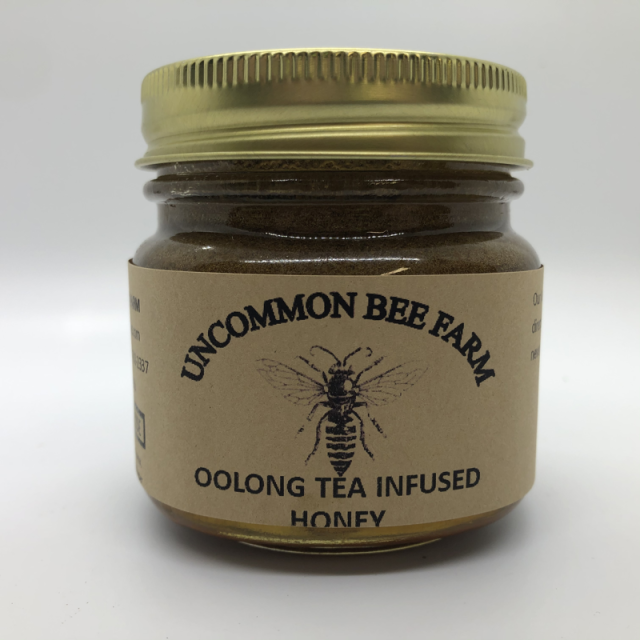 UNCOMMON BEE FARM
OOLONG TEA INFUSED
HONEY